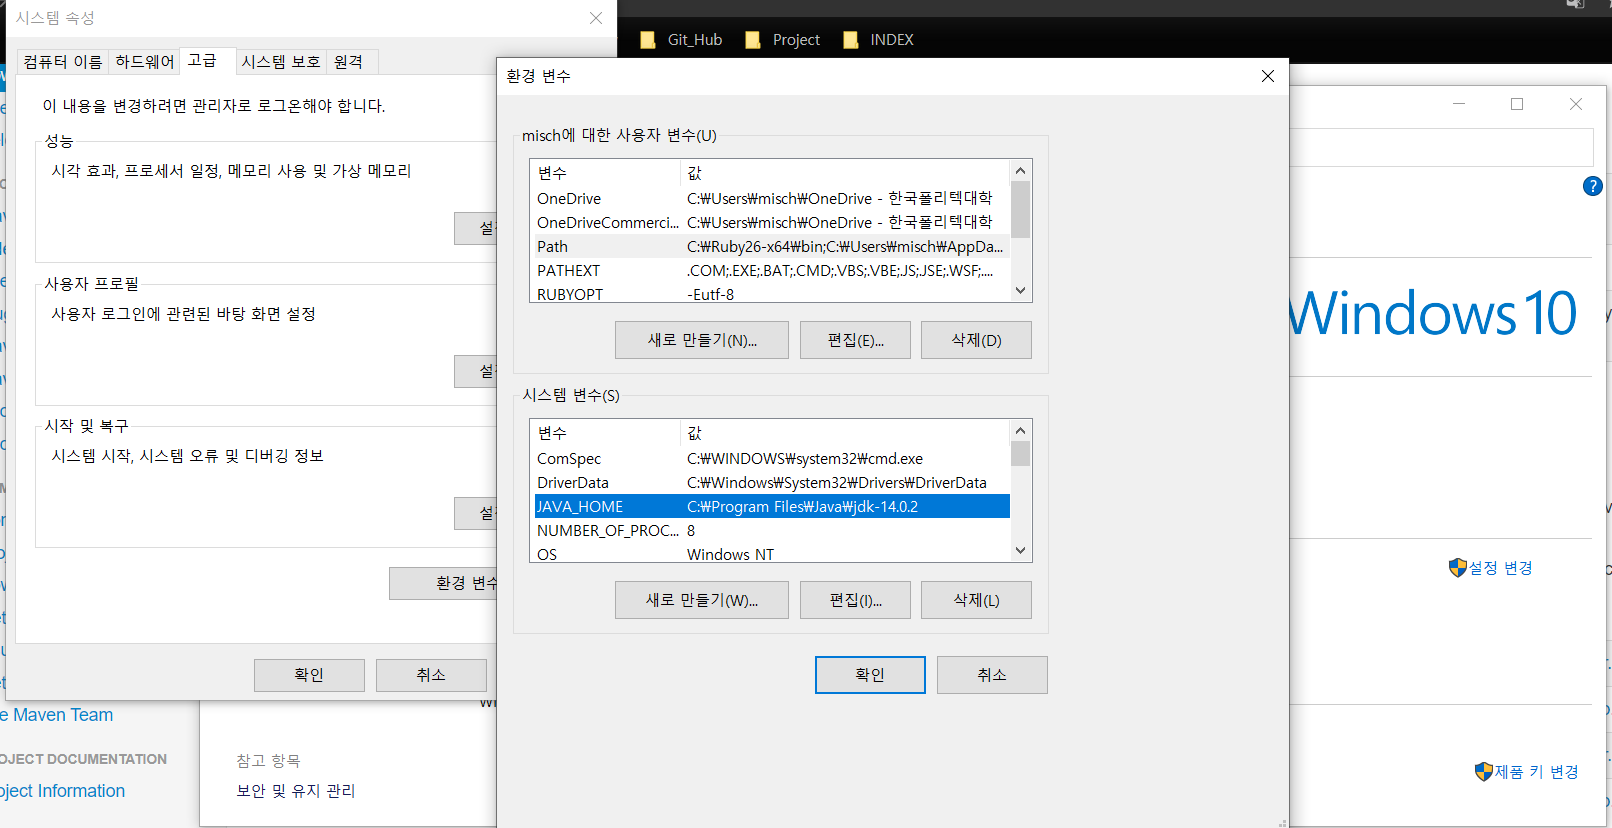 시스템 속성
Git_Hub
Project
INDEX
컴퓨터 이름
하드웨어
고급
시스템 보호
원격
이 내용을 변경하려면 관리자로 로그온해야 합니다.
성능
시각 효과, 프로세서 일정, 메모리 사용 및 가상 메모리
사용자 프로필
사용자 로그인에 관련된 바탕 화면 설정
시작 및 복구
시스템 시작, 시스템 오류 및 디버깅 정보
환경 변수
확인
취소
환경 변수
misch에 대한 사용자 변수(U)
변수 값
OneDrive C:₩Users₩misch₩OneDrive - 한국폴리텍대학
OneDriveCommerci... C:₩Users₩misch₩OneDrive - 한국폴리텍대학
Path C:₩Ruby26-x64₩bin;C:₩Users₩misch₩AppDa...
PATHEXT .COM;.EXE;.BAT;.CMD;.VBS;.VBE;.JS;.JSE;.WSF;....
RUBYOPT -Eutf-8
새로 만들기(N)...
편집(E)...
삭제(D)
시스템 변수(S)
변수 값
ComSpec C:₩WINDOWS₩system32₩cmd.exe
DriverData C:₩Windows₩System32₩Drivers₩DriverData
JAVA_HOME C:₩Program Files₩Java₩jdk-14.0.2
NUMBER_OF_PROC... 8
OS Windows NT
새로 만들기(W)...
편집(I)...
삭제(L)
확인
취소
Windows 10
설정 변경
제품 키 변경
e Maven Team
OJECT DOCUMENTATION
oject Information
참고 항목
보안 및 유지 관리